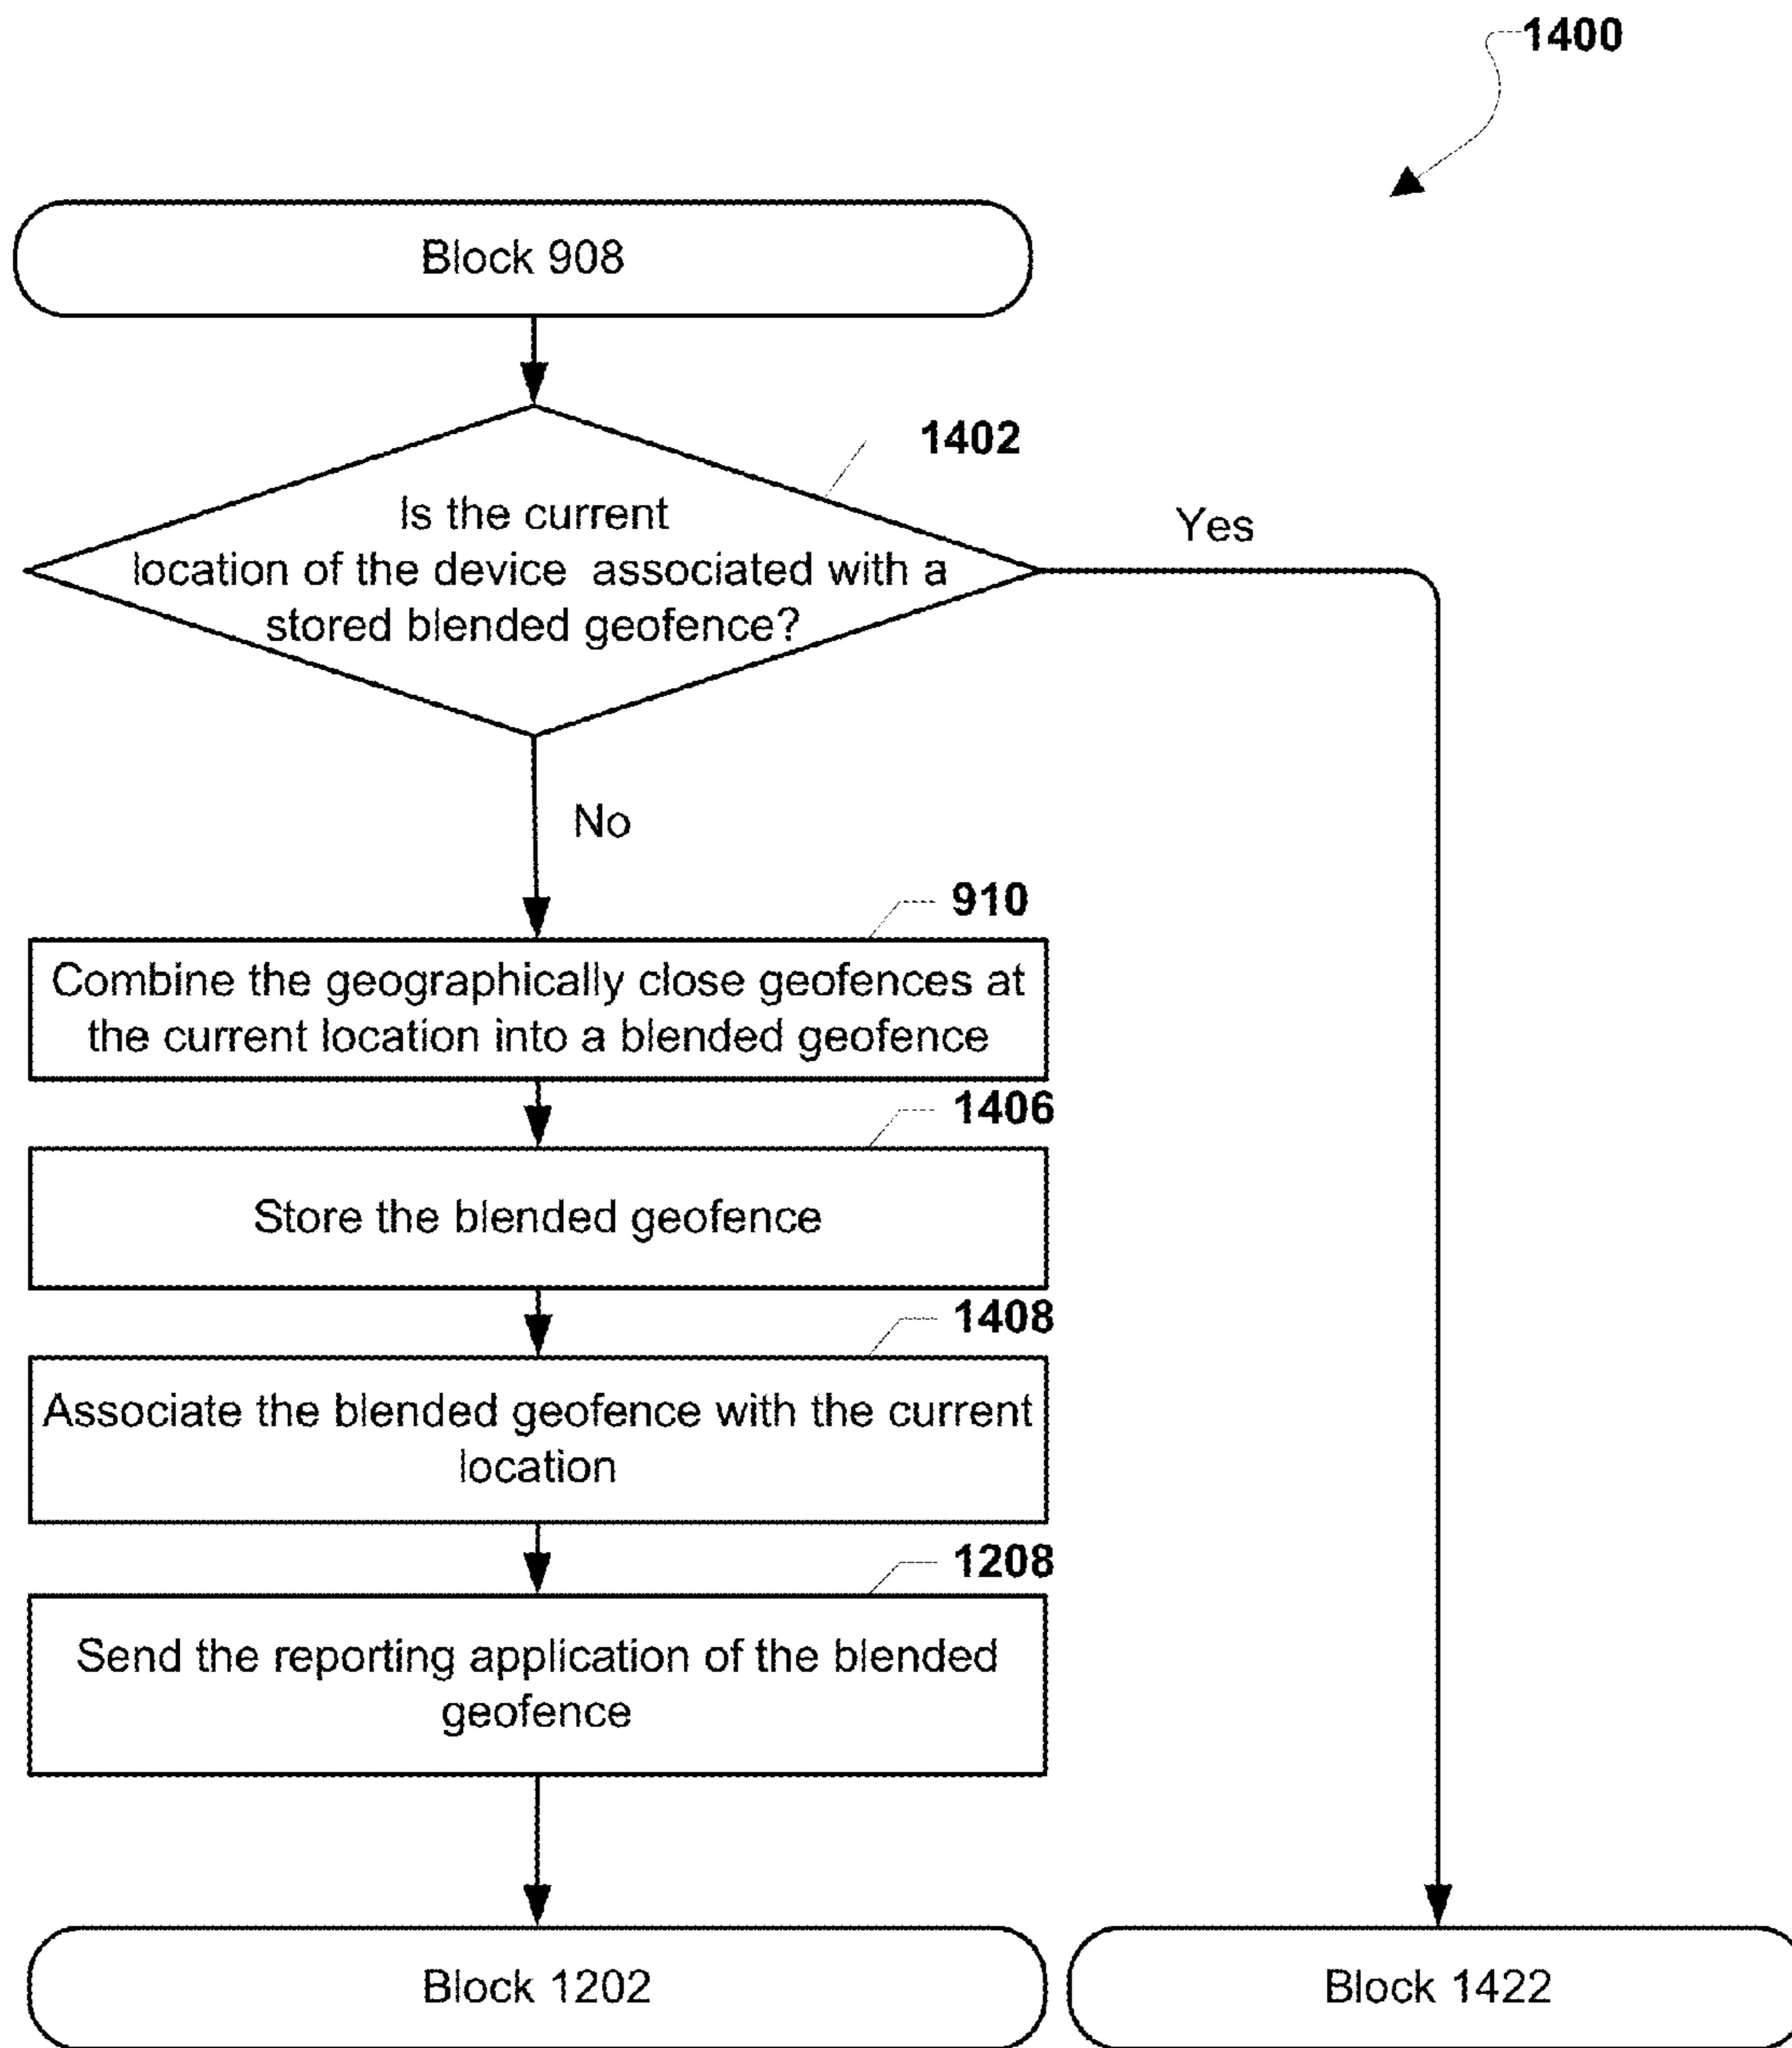 1400
Block 908
1402
Is the current
location of the device associated with a
stored blended geofence?
Yes
No
910
Combine the geographically close geofences at
the current location into a blended geofence
1406
Store the blended geofence
1408
Associate the blended geofence with the current
location
1208
Send the reporting application of the blended
geofence
Block 1202
Block 1422